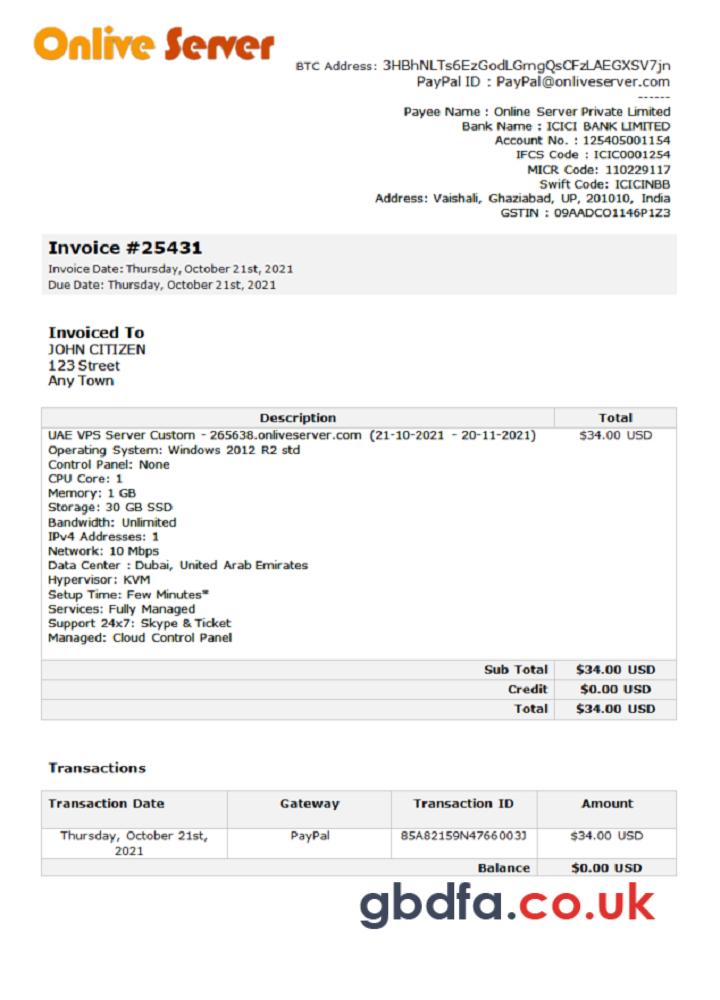 Onlive Server
BTC Address: 3HBhNLTs6EzGodLGrngQsCFzLAEGXSV7jn
PayPal ID : PayPal@onliveserver.com
------
Payee Name : Online Server Private Limited
Bank Name : ICICI BANK LIMITED
Account No. : 125405001154
IFCS Code : ICIC0001254
MICR Code: 110229117
Swift Code: ICICINBB
Address: Vaishali, Ghaziabad, UP, 201010, India
GSTIN : 09AADCO1146P1Z3
Invoice #25431
Invoice Date: Thursday, October 21st, 2021
Due Date: Thursday, October 21st, 2021
Invoiced To
JOHN CITIZEN
123 Street
Any Town
Description Total
UAE VPS Server Custom - 265638.onliveserver.com (21-10-2021 - 20-11-2021) $34.00 USD
Operating System: Windows 2012 R2 std
Control Panel: None
CPU Core: 1
Memory: 1 GB
Storage: 30 GB SSD
Bandwidth: Unlimited
IPv4 Addresses: 1
Network: 10 Mbps
Data Center : Dubai, United Arab Emirates
Hypervisor: KVM
Setup Time: Few Minutes*
Services: Fully Managed
Support 24x7: Skype & Ticket
Managed: Cloud Control Panel
Sub Total $34.00 USD
Credit $0.00 USD
Total $34.00 USD
Transactions
Transaction Date Gateway Transaction ID Amount
Thursday, October 21st, PayPal 85A82159N4766003J $34.00 USD
2021
Balance $0.00 USD
gbdfa.co.uk